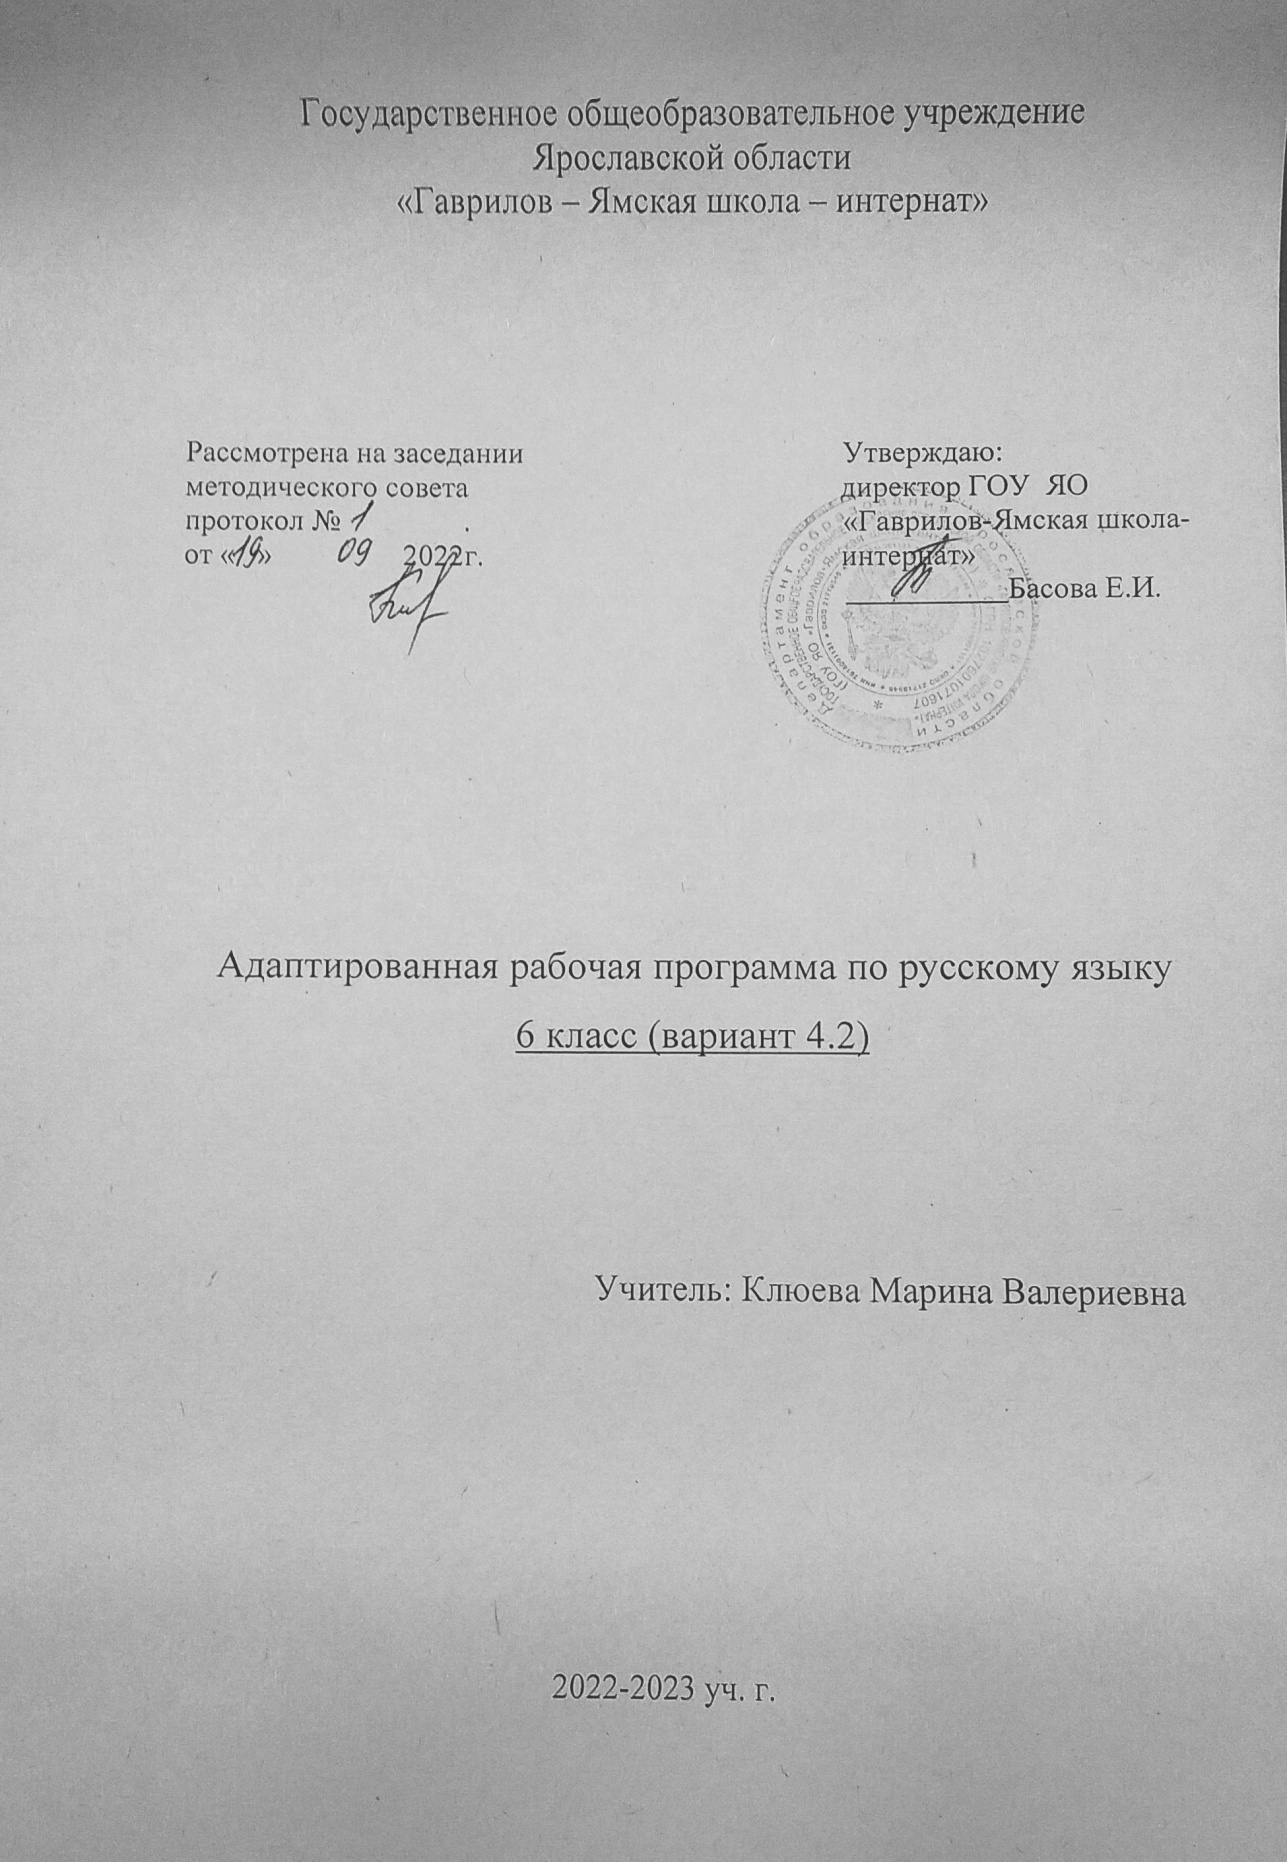 Государственное общеобразовательное учреждение
Ярославской области
«Гаврилов – Ямская школа – интернат»
Рассмотрена на заседании
методического совета
протокол № 1
от «19» 09 2022г.
Утверждаю:
директор ГОУ ЯО
«Гаврилов-Ямская школа-
интернат»
Басова Е.И.
Адаптированная рабочая программа по русскому языку
6 класс (вариант 4.2)
Учитель: Клюева Марина Валериевна
2022-2023 уч. г.